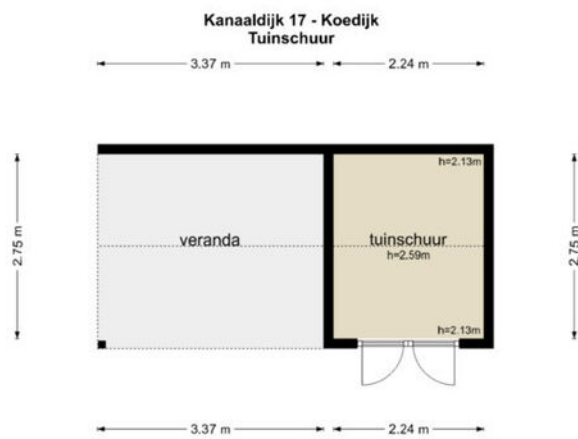 Kanaaldijk 17 - Koedijk
Tuinschuur
3.37 m
2.24 m
h=2.13m
2.75 m
veranda
tuinschuur
h=2.59m
2.75 m
h=2.13m
3.37 m
2.24 m